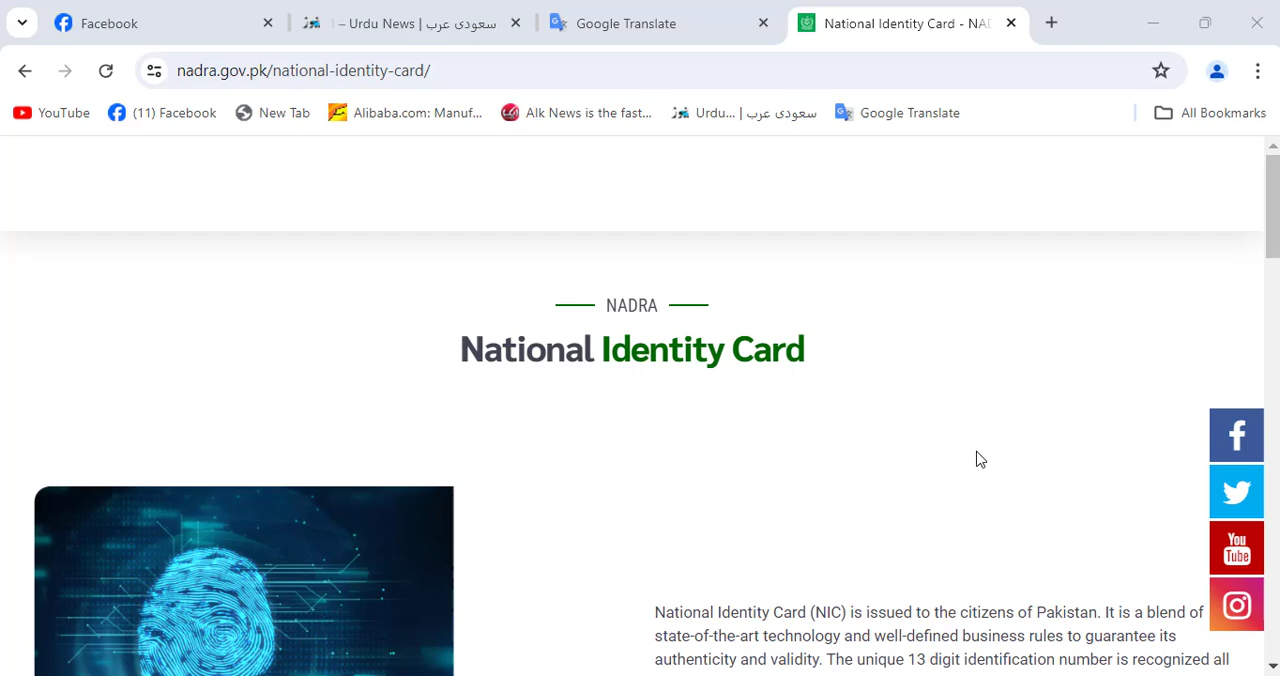 Facebook
سعودی عرب | Urdu News –
Google Translate
National Identity Card - NAD
nadra.gov.pk/national-identity-card/
YouTube
(11) Facebook
New Tab
Alibaba.com: Manuf...
Alk News is the fast...
سعودی عرب | Urdu...
Google Translate
All Bookmarks
NADRA
National Identity Card
You
Tube
National Identity Card (NIC) is issued to the citizens of Pakistan. It is a blend of
state-of-the-art technology and well-defined business rules to guarantee its
authenticity and validity. The unique 13 digit identification number is recognized all